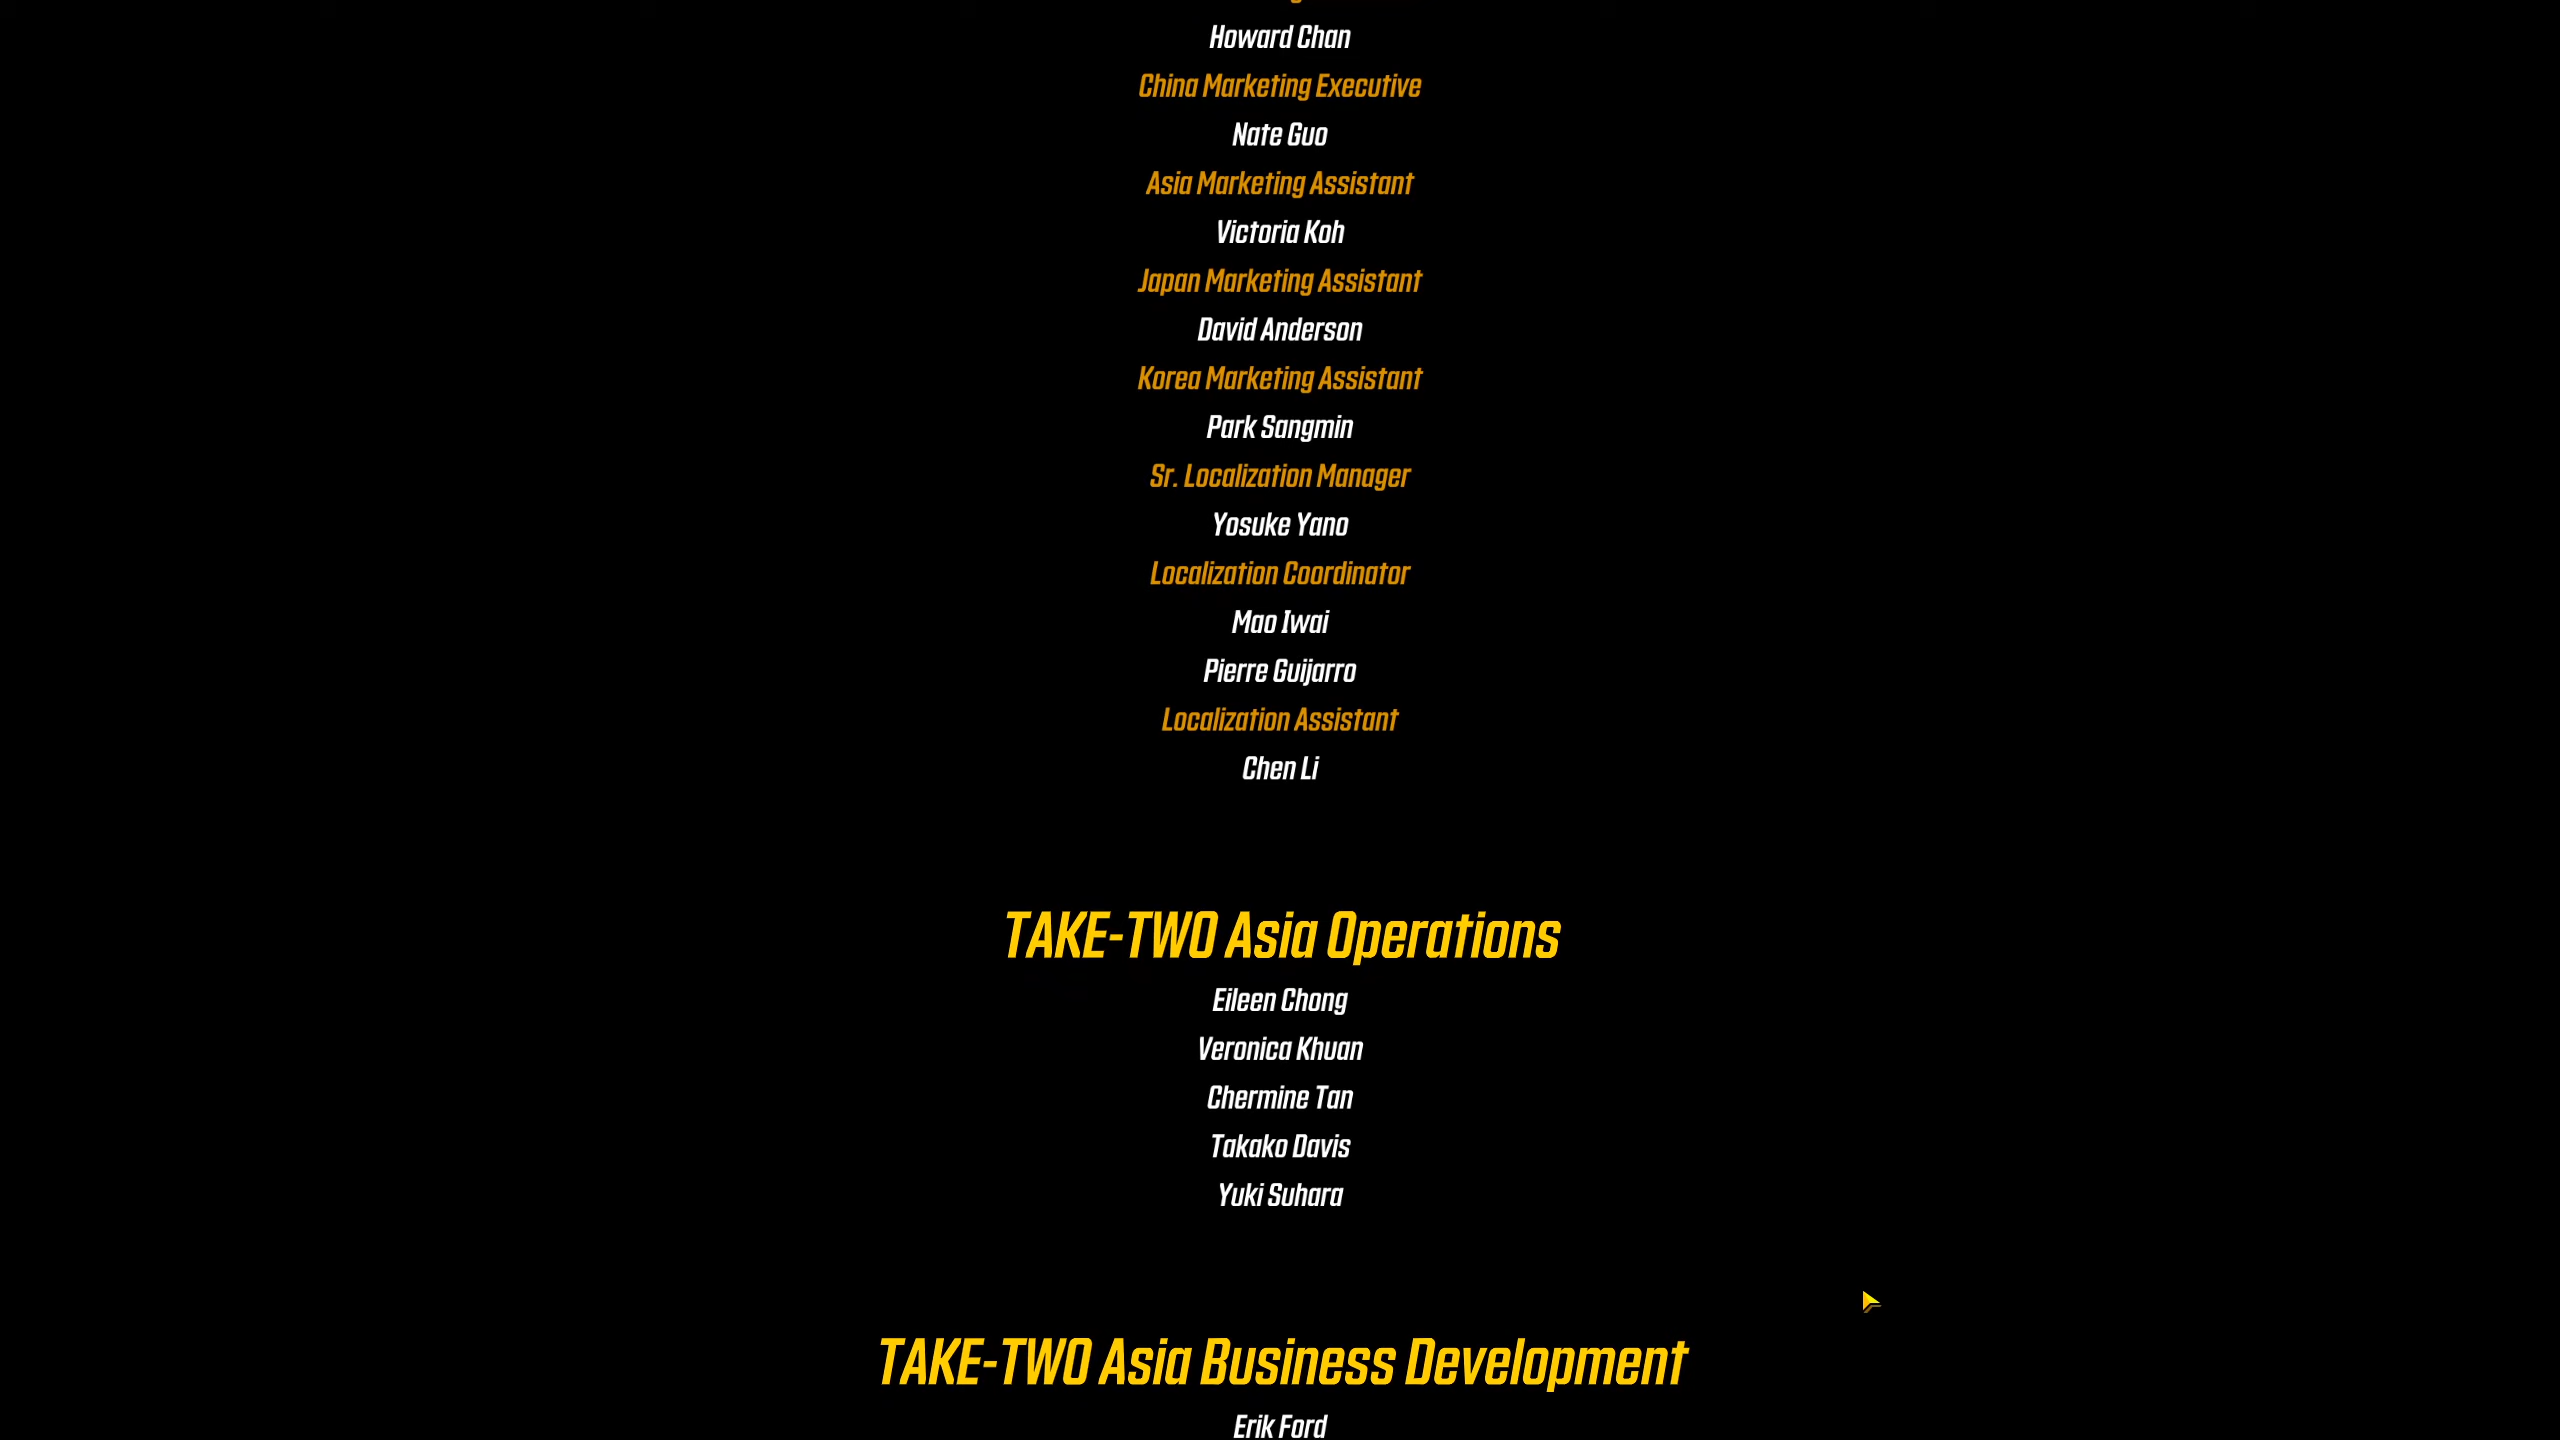 Howard Chan
China Marketing Executive
Nate Guo
Asia Marketing Assistant
Victoria Koh
Japan Marketing Assistant
David Anderson
Korea Marketing Assistant
Park Sangmin
Sr. Localization Manager
Yosuke Yano
Localization Coordinator
Mao Iwai
Pierre Guijarro
Localization Assistant
Chen Li
TAKE-TWO Asia Operations
Eileen Chong
Veronica Khuan
Chermine Tan
Takako Davis
Yuki Suhara
TAKE-TWO Asia Business Development
Erik Ford